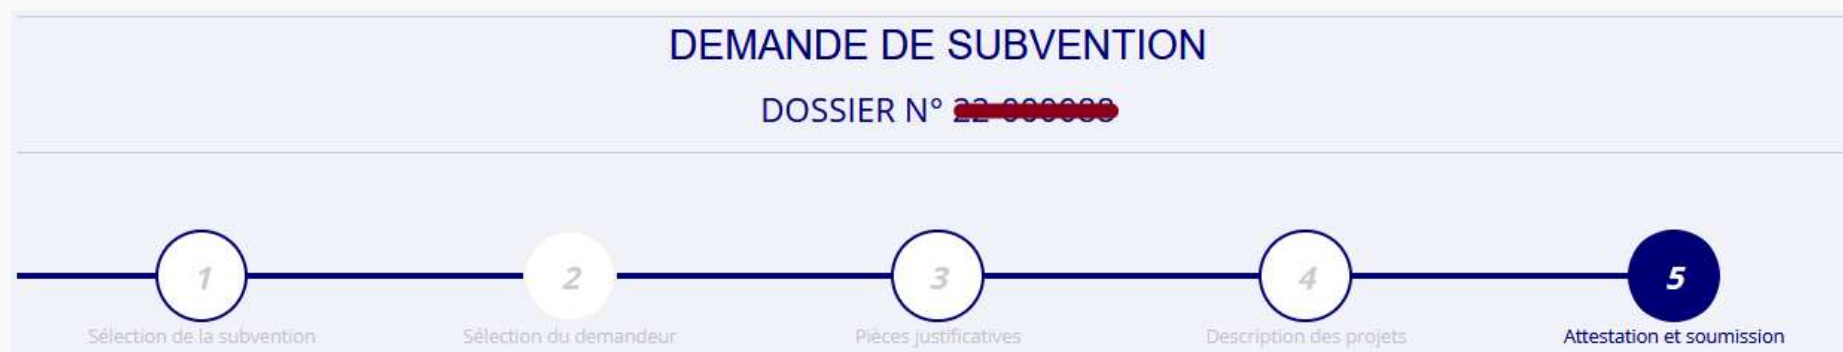 DEMANDE DE SUBVENTION
DOSSIER N°
1
2
3
4
5
Sélection de la subvention
Sélection du demandeur
Pièces justificatives
Description des projets
Attestation et soumission